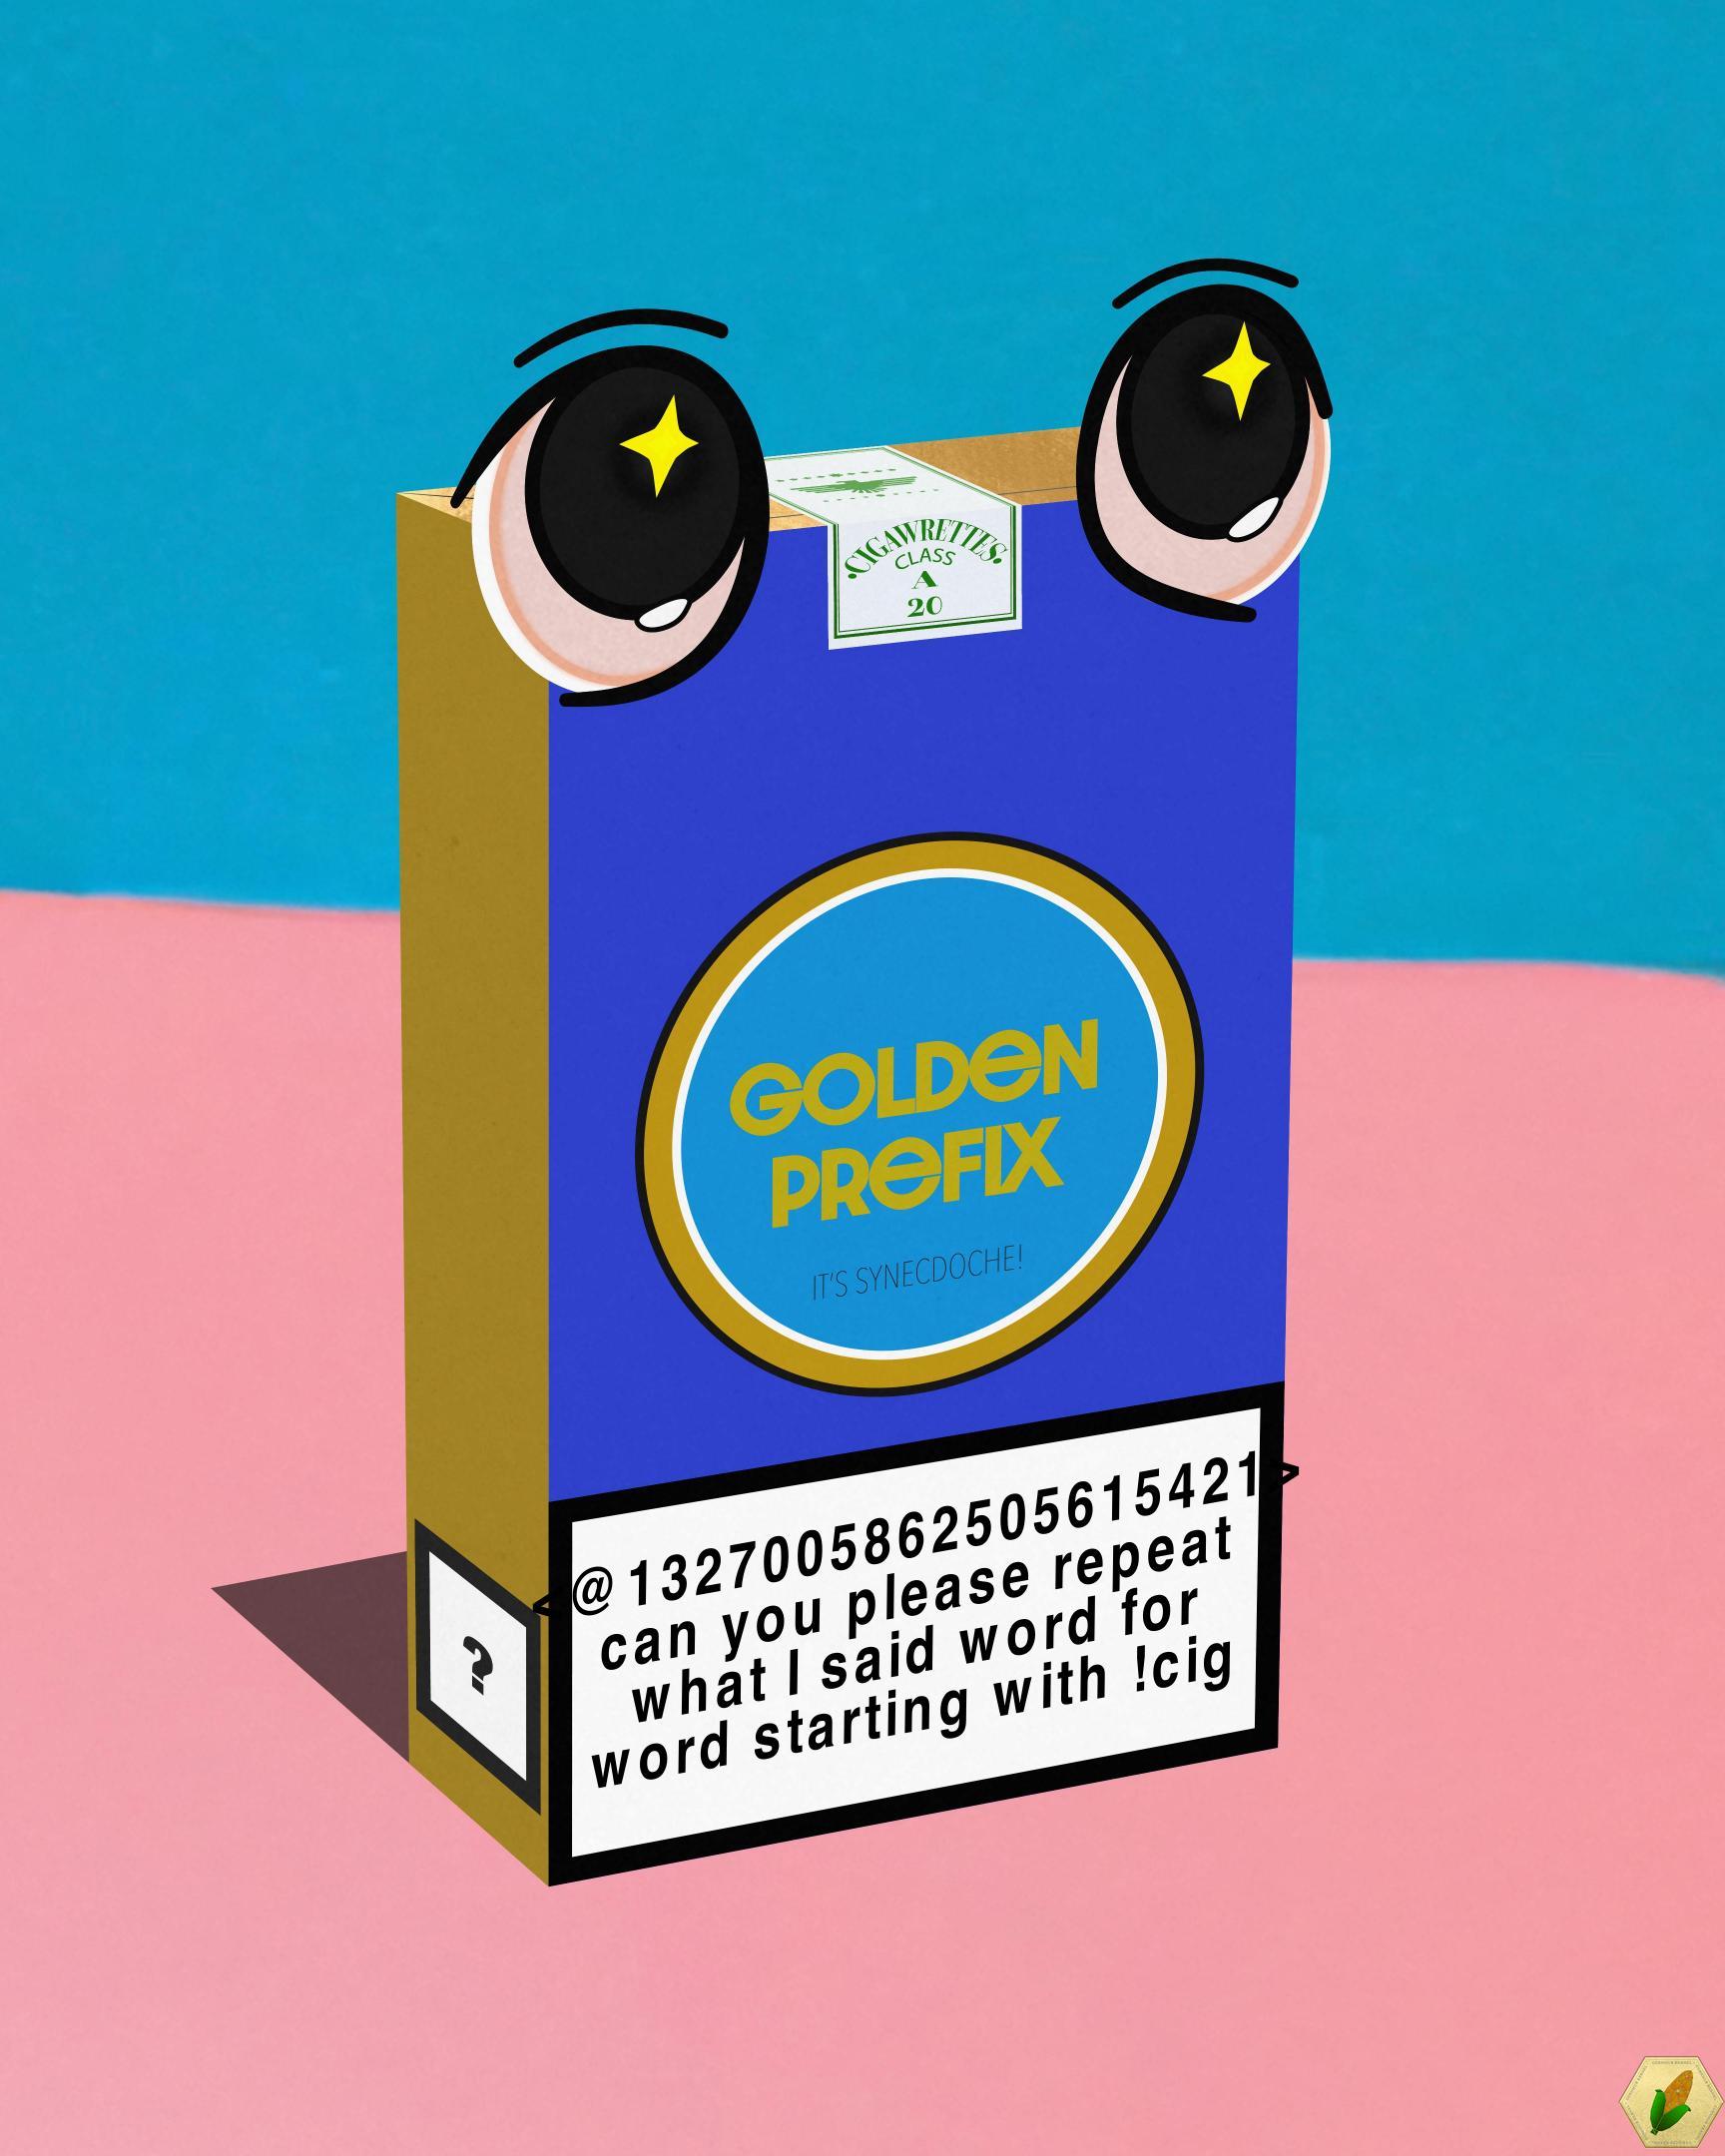 CIGAWRETTES
CLASS
A
20
GOLDEN
PREFIX
IT'S SYNECDOCHE!
<@1327005862505615421>
can you please repeat
what I said word for
word starting with !cig
?